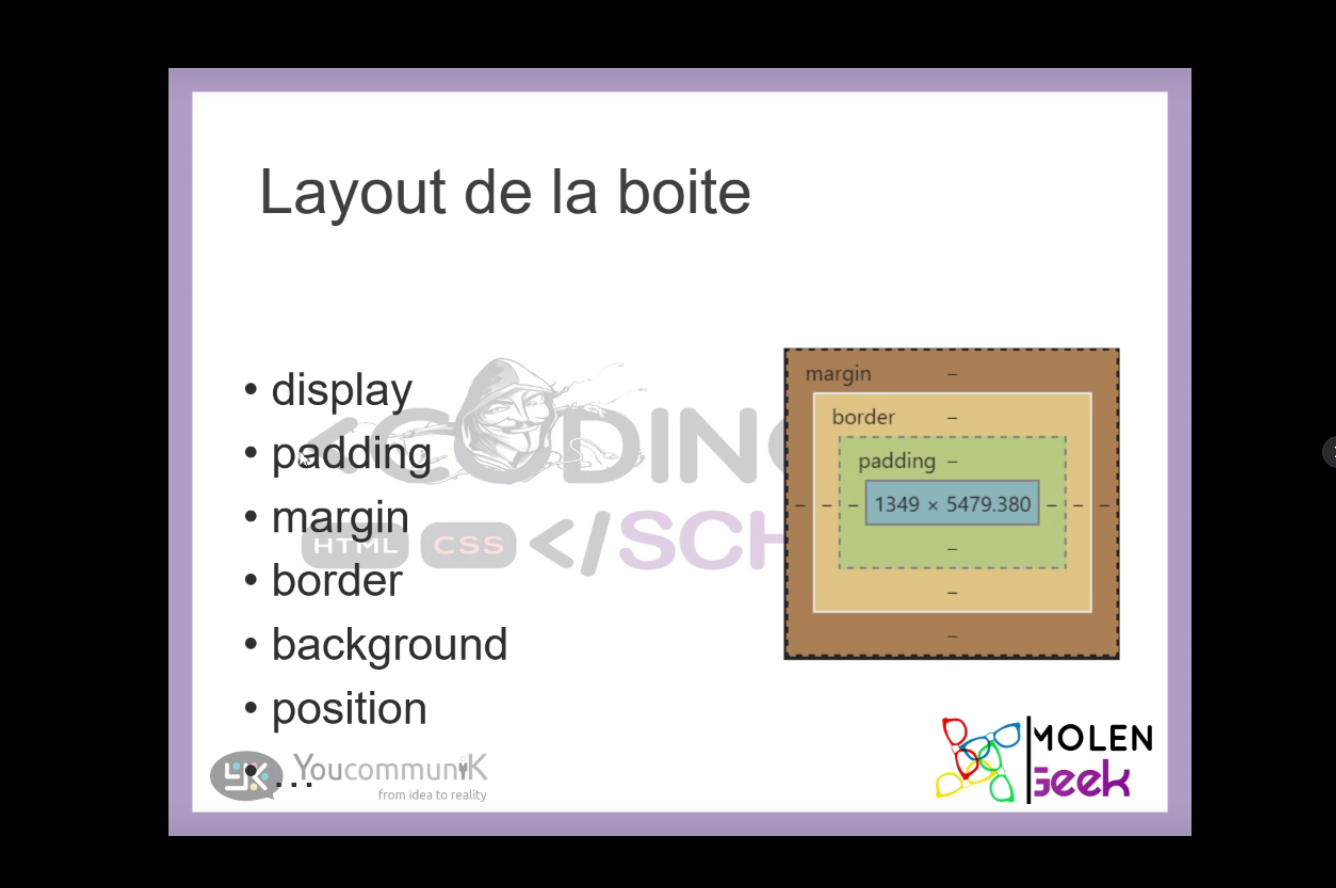 Layout de la boite
• display
• padding
• margin
• border
• background
• position
• ...
<CODING
HTML CSS </SCH
margin –
border –
padding –
– – – 1349 × 5479.380 – – –
–
–
–
YoucommuniK
from idea to reality
MOLEN
Geek